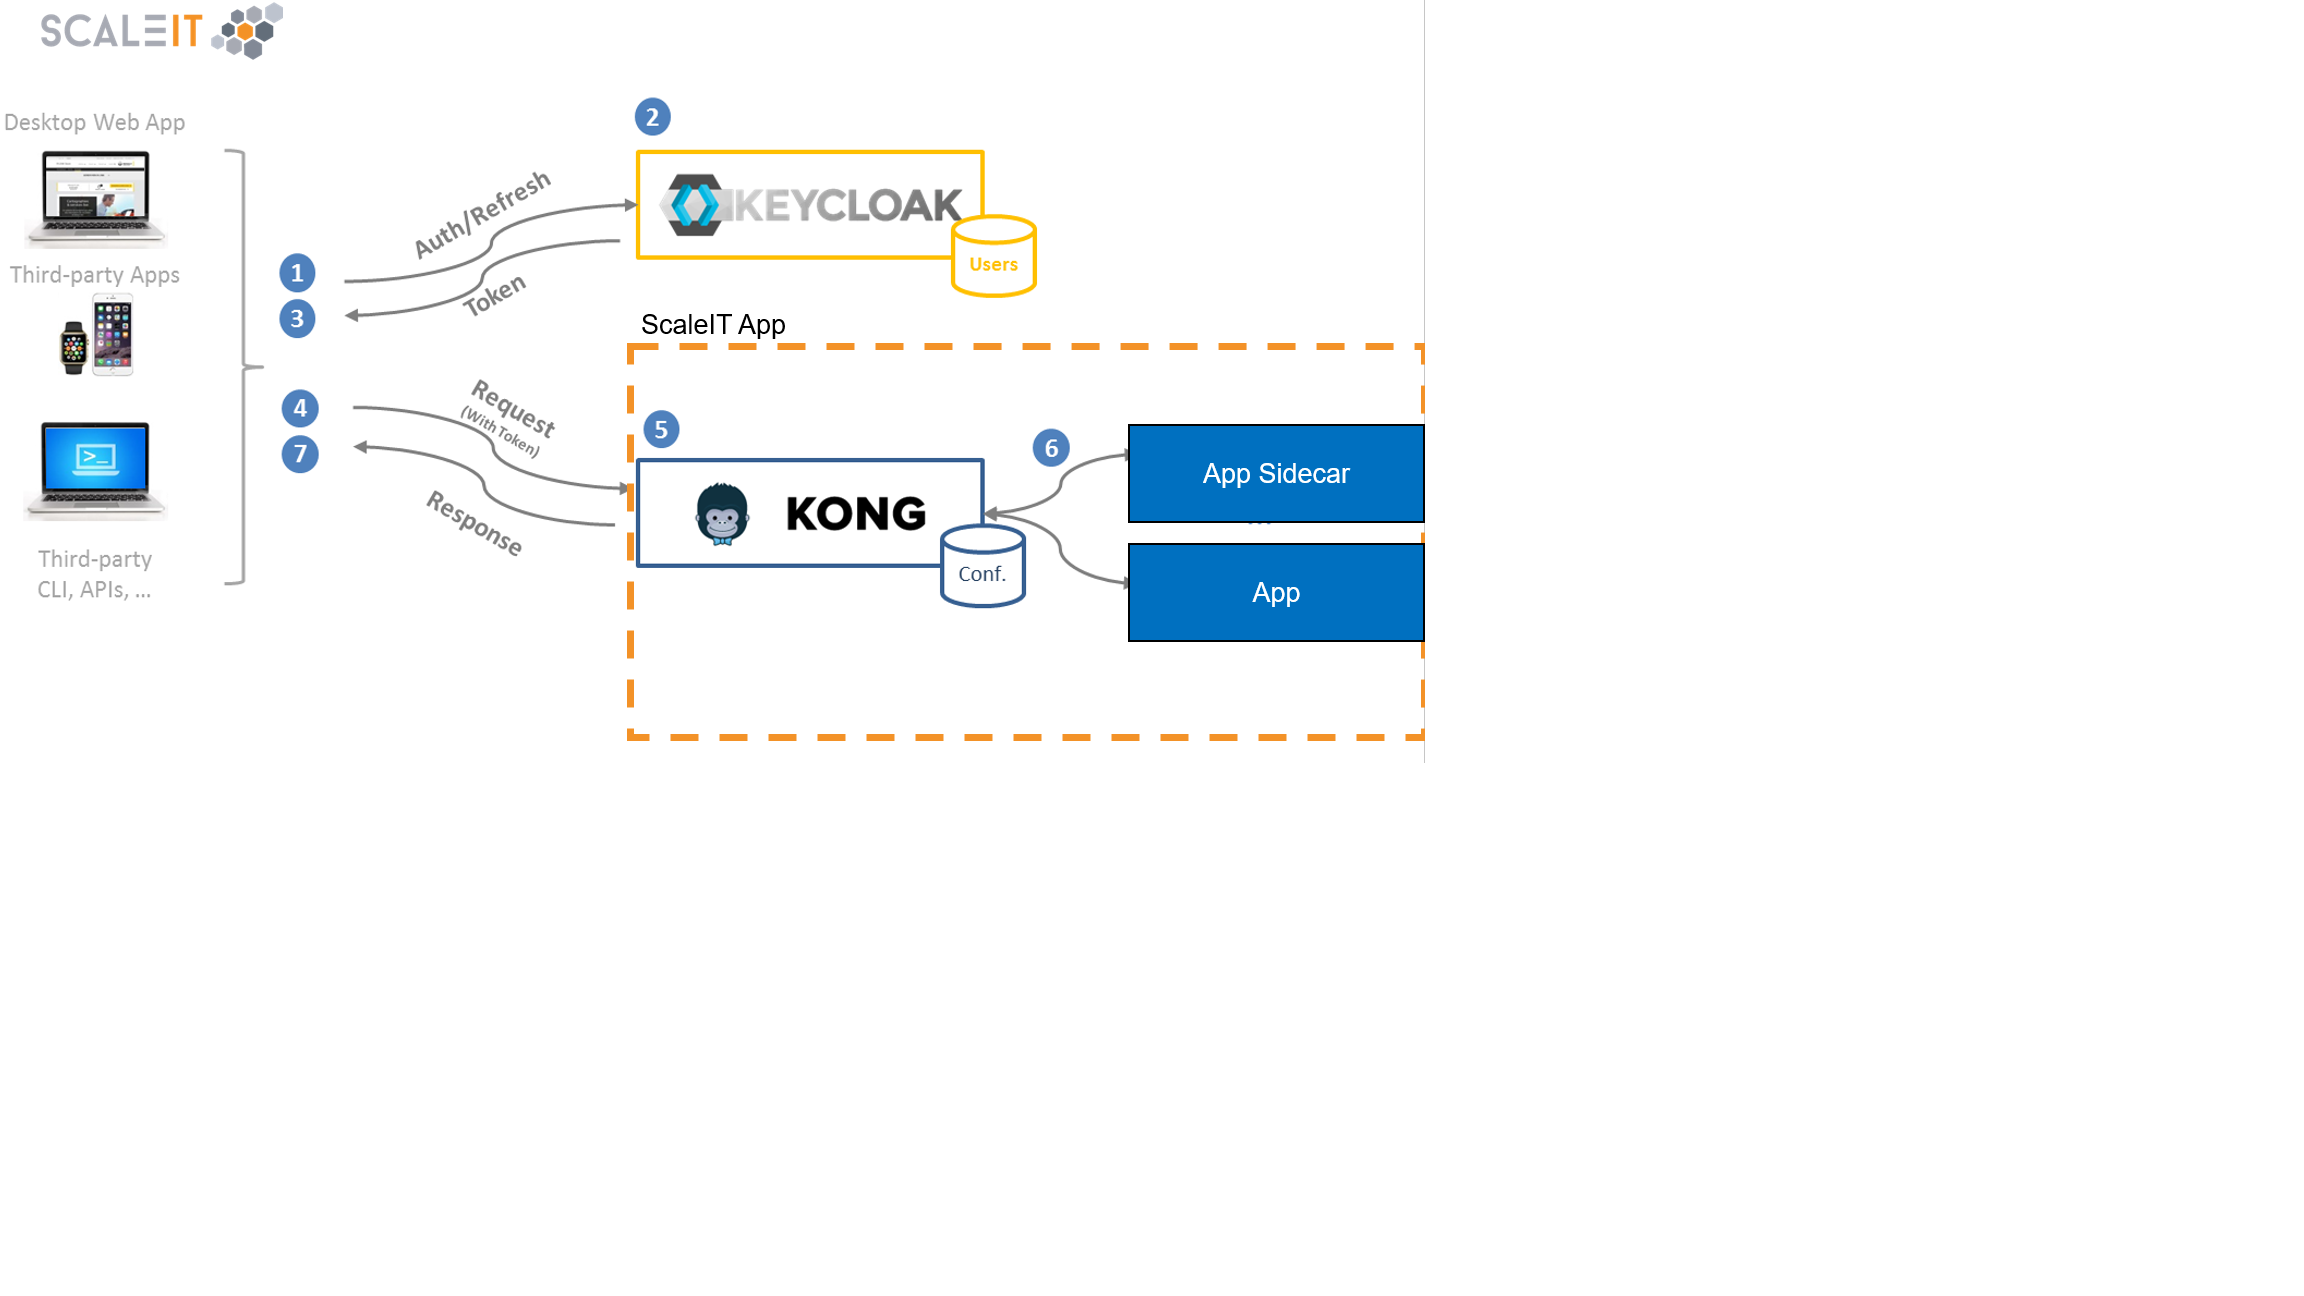 SCALEIT
Desktop Web App
Third-party Apps
>_
Third-party
CLI, APIs, ...
1
3
4
7
Auth/Refresh
Token
Request
(With Token)
Response
2
KEYCLOAK
Users
ScaleIT App
5
KONG
Conf.
6
App Sidecar
...
App